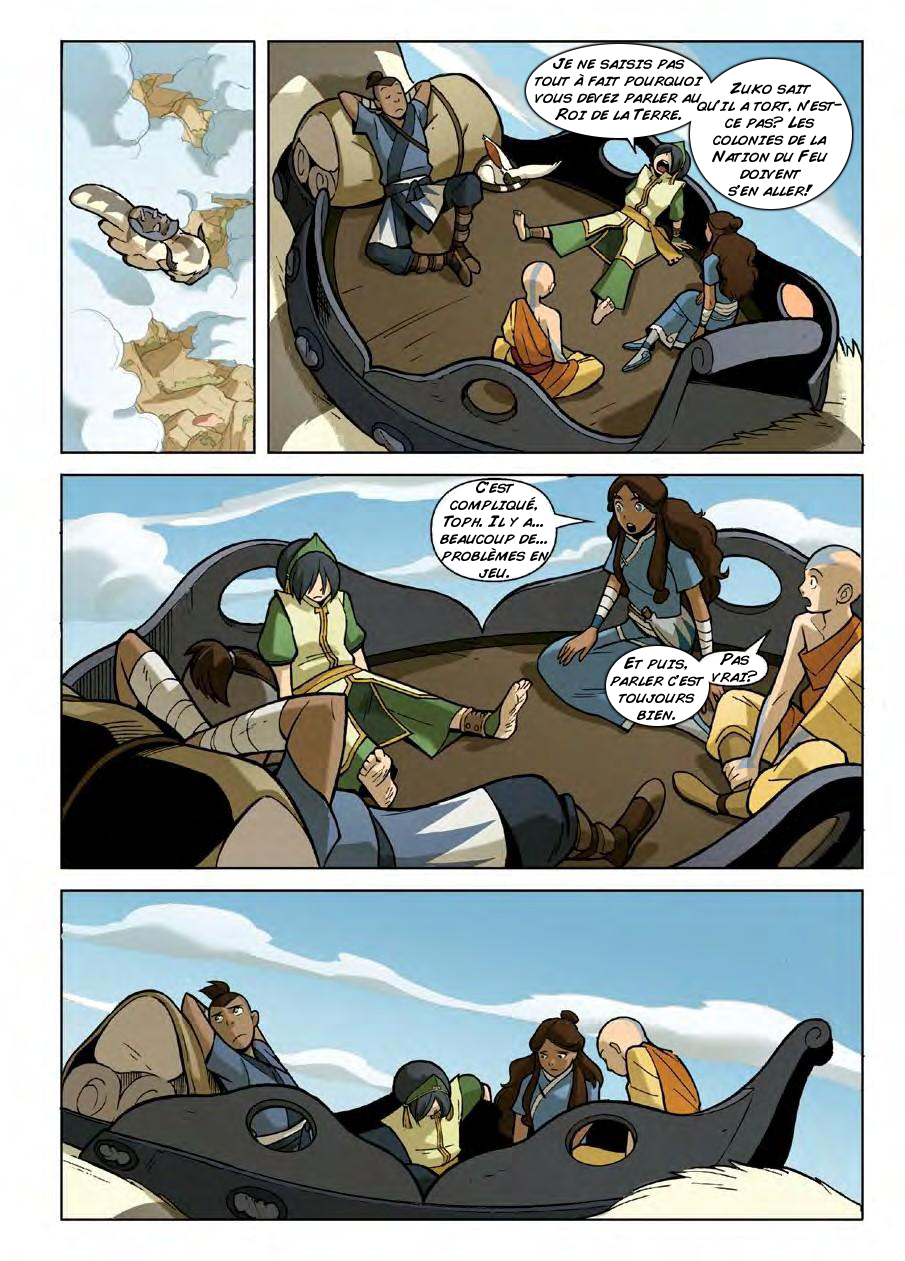 JE NE SAISIS PAS
TOUT À FAIT POURQUOI
VOUS DEVEZ PARLER AU
ROI DE LA TERRE.
ZUKO SAIT
QU'IL A TORT, N'EST-
CE PAS? LES
COLONIES DE LA
NATION DU FEU
DOIVENT
S'EN ALLER!
C'EST
COMPLIQUÉ,
TOPH. IL Y A...
BEAUCOUP DE...
PROBLÈMES EN
JEU.
ET PUIS,
PARLER C'EST
TOUJOURS
BIEN.
PAS
VRAI?